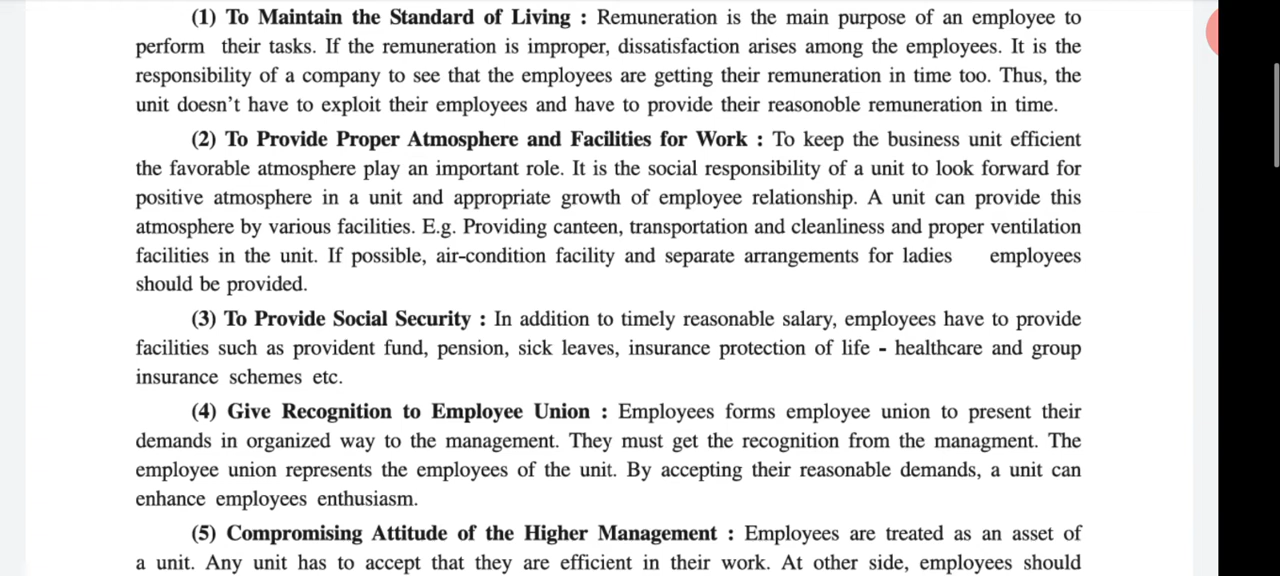 (1) To Maintain the Standard of Living : Remuneration is the main purpose of an employee to
perform their tasks. If the remuneration is improper, dissatisfaction arises among the employees. It is the
responsibility of a company to see that the employees are getting their remuneration in time too. Thus, the
unit doesn't have to exploit their employees and have to provide their reasonoble remuneration in time.
(2) To Provide Proper Atmosphere and Facilities for Work : To keep the business unit efficient
the favorable atmosphere play an important role. It is the social responsibility of a unit to look forward for
positive atmosphere in a unit and appropriate growth of employee relationship. A unit can provide this
atmosphere by various facilities. E.g. Providing canteen, transportation and cleanliness and proper ventilation
facilities in the unit. If possible, air-condition facility and separate arrangements for ladies employees
should be provided.
(3) To Provide Social Security : In addition to timely reasonable salary, employees have to provide
facilities such as provident fund, pension, sick leaves, insurance protection of life - healthcare and group
insurance schemes etc.
(4) Give Recognition to Employee Union : Employees forms employee union to present their
demands in organized way to the management. They must get the recognition from the managment. The
employee union represents the employees of the unit. By accepting their reasonable demands, a unit can
enhance employees enthusiasm.
(5) Compromising Attitude of the Higher Management : Employees are treated as an asset of
a unit. Any unit has to accept that they are efficient in their work. At other side, employees should